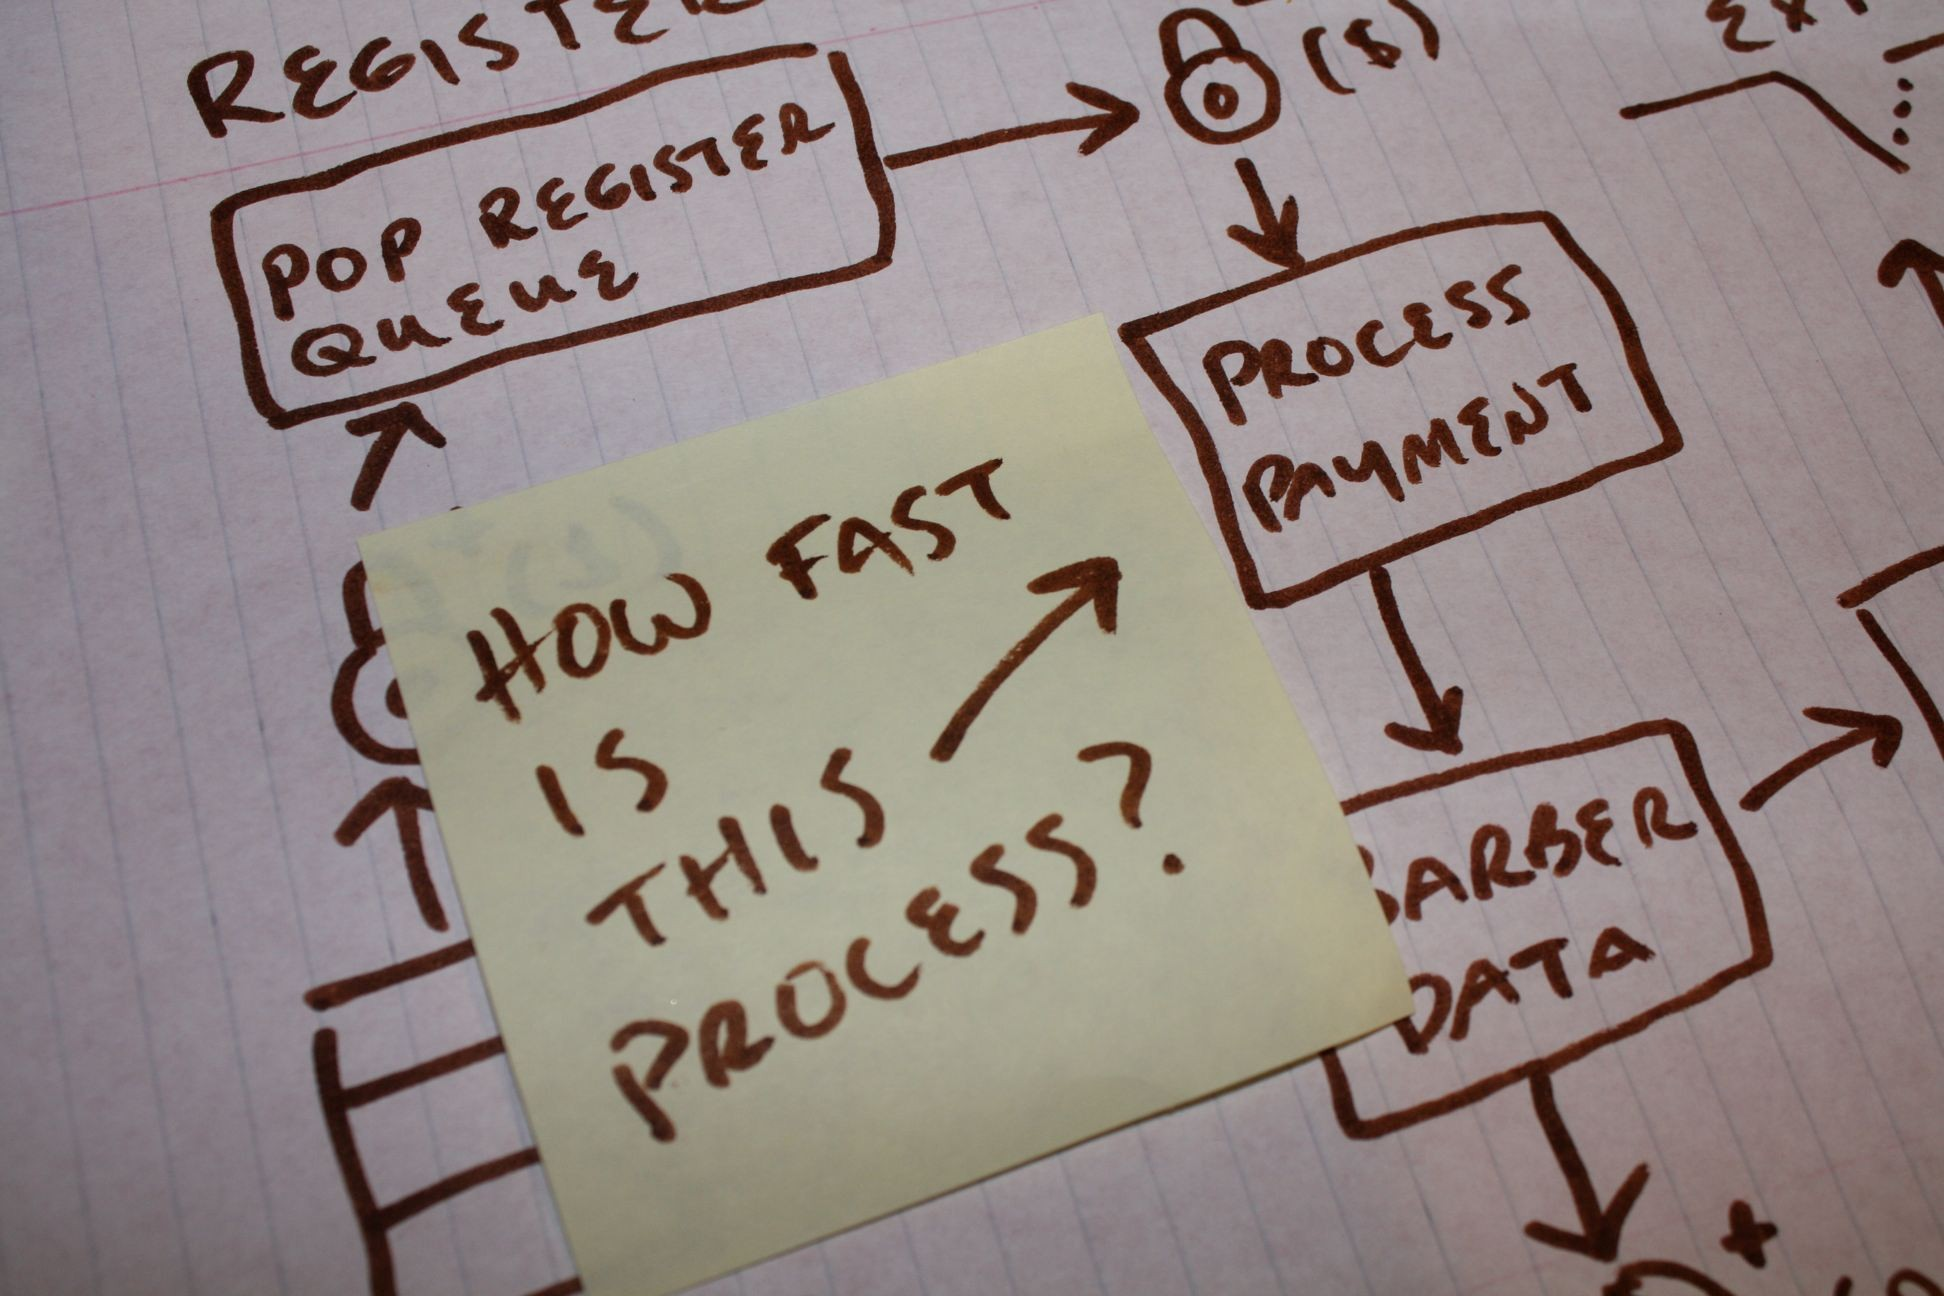 REGISTER
POP REGISTER
QUEUE
($)
PROCESS
PAYMENT
HOW FAST
IS
THIS
PROCESS?
BARBER
DATA
+